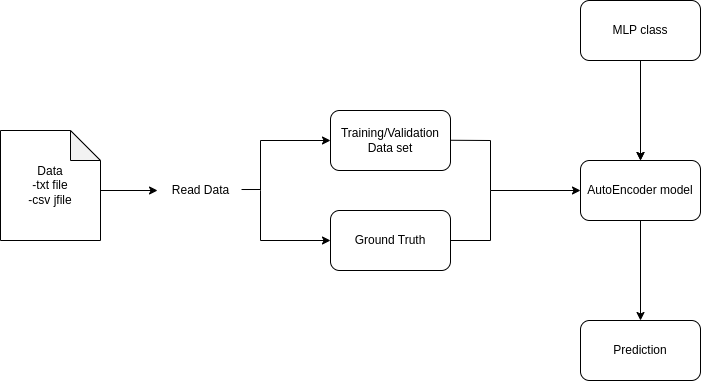 MLP class
Training/Validation
Data set
Data
-txt file
-csv jfile
Read Data
AutoEncoder model
Ground Truth
Prediction